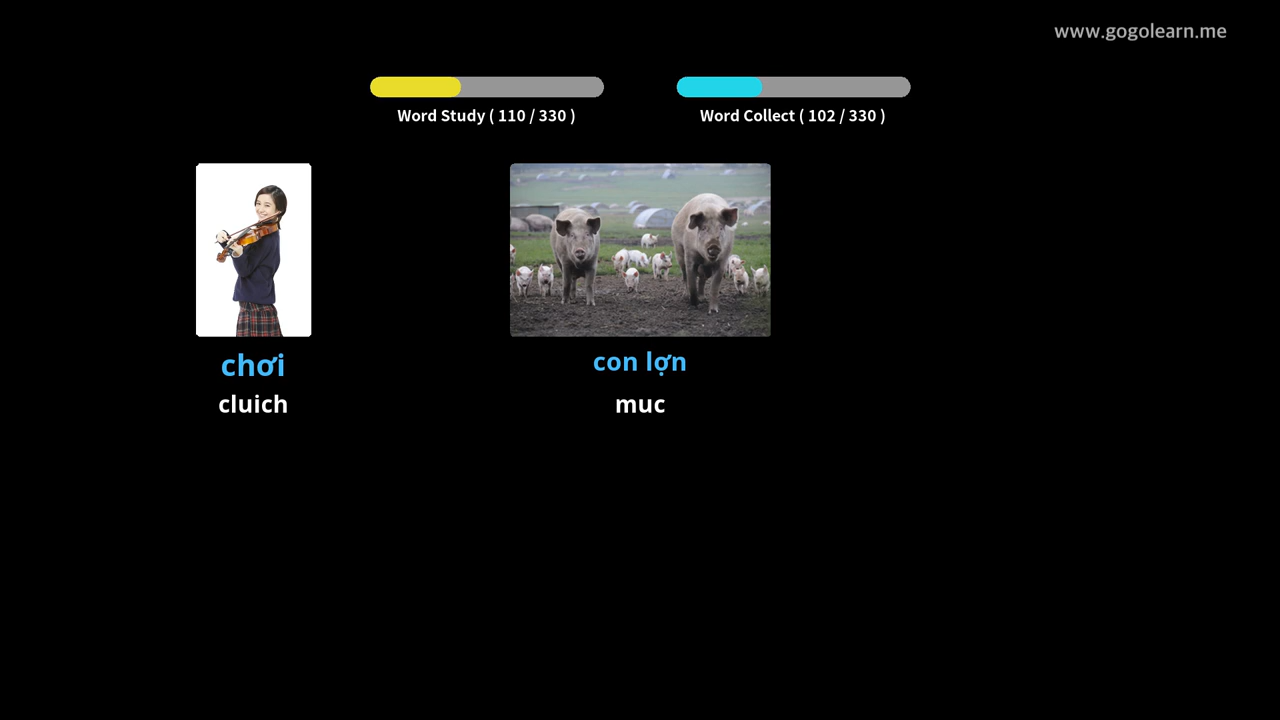 www.gogolearn.me
Word Study ( 110 / 330 )
Word Collect ( 102 / 330 )
chơi
cluich
con lợn
muc